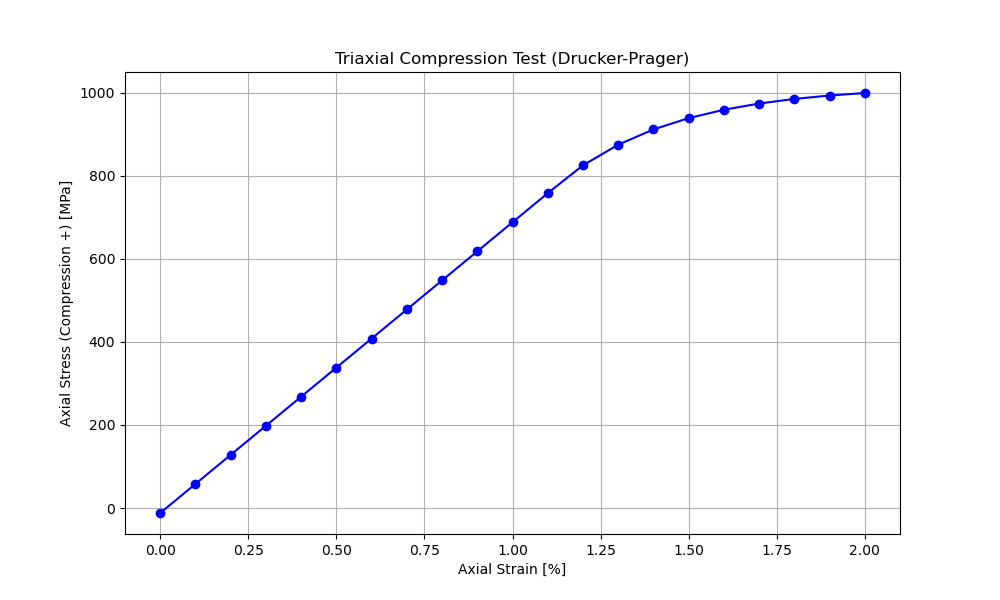 Triaxial Compression Test (Drucker-Prager)
Axial Stress (Compression +) [MPa]
1000
800
600
400
200
0
0.00 0.25 0.50 0.75 1.00 1.25 1.50 1.75 2.00
Axial Strain [%]